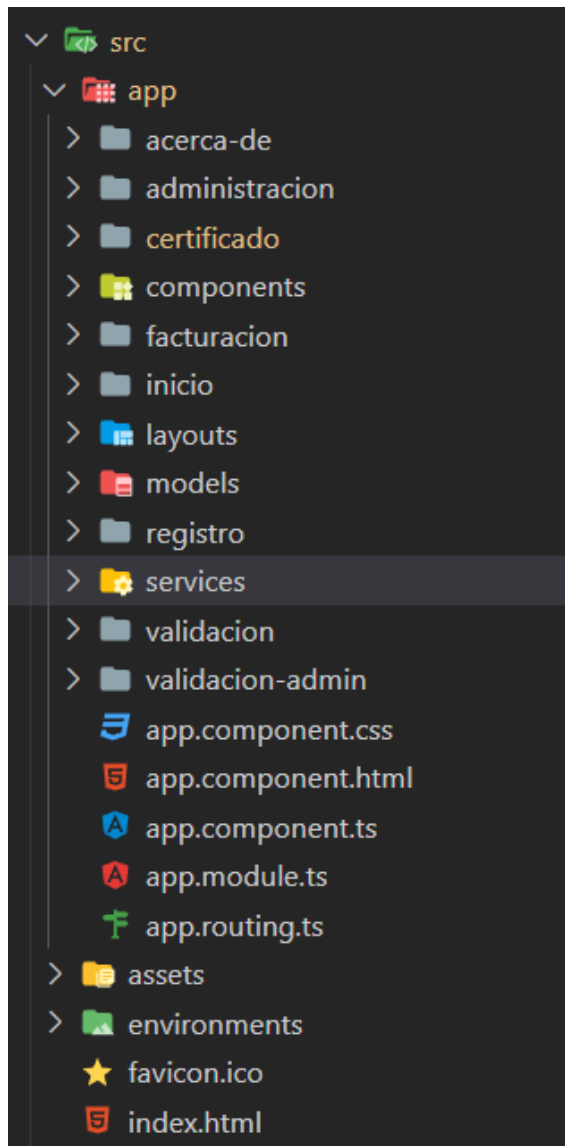 src
app
acerca-de
administracion
certificado
components
facturacion
inicio
layouts
models
registro
services
validacion
validacion-admin
app.component.css
app.component.html
app.component.ts
app.module.ts
app.routing.ts
assets
environments
favicon.ico
index.html